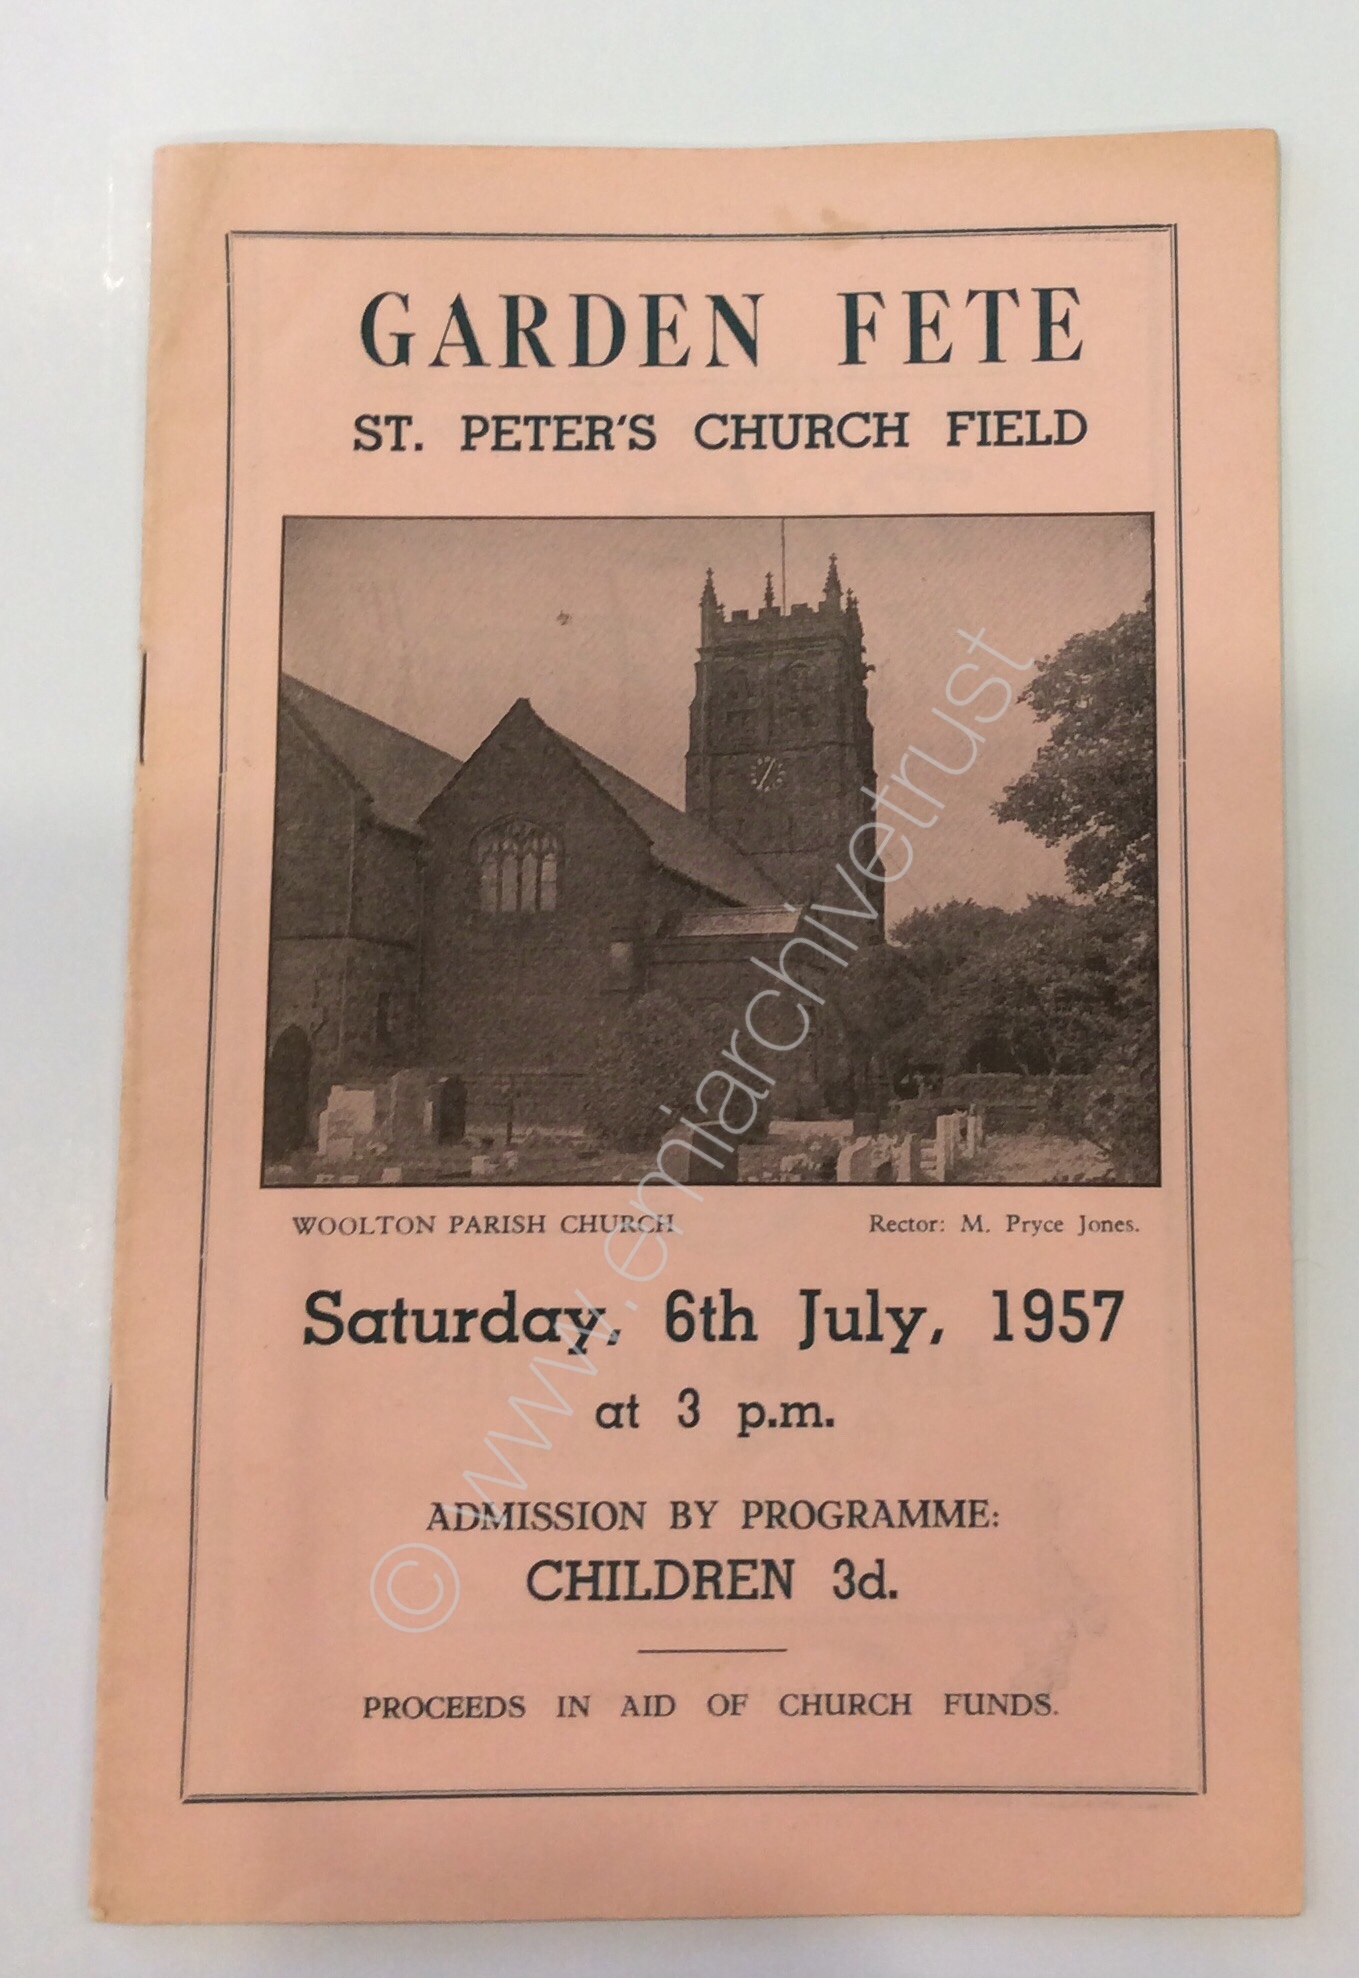 GARDEN FETE
ST. PETER'S CHURCH FIELD
WOOLTON PARISH CHURCH Rector: M. Pryce Jones.
Saturday, 6th July, 1957
at 3 p.m.
ADMISSION BY PROGRAMME:
CHILDREN 3d.
PROCEEDS IN AID OF CHURCH FUNDS.
© www.emiarchivetrust